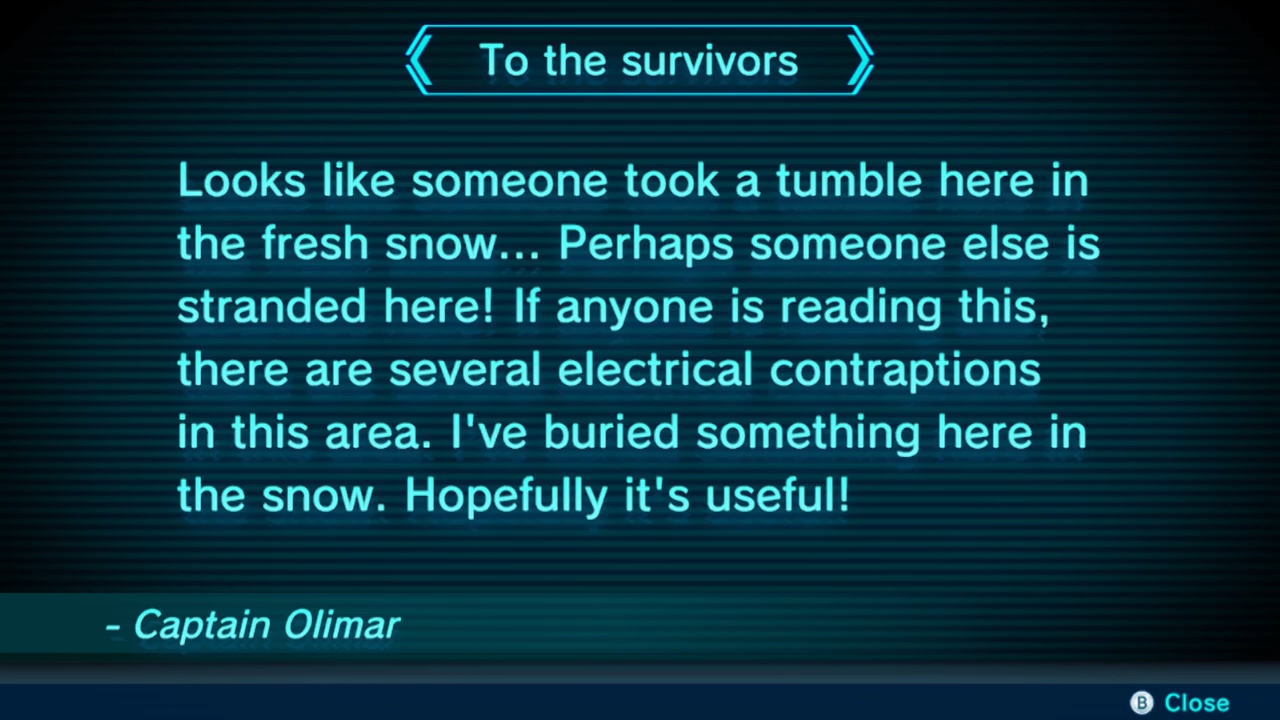 To the survivors
Looks like someone took a tumble here in
the fresh snow... Perhaps someone else is
stranded here! If anyone is reading this,
there are several electrical contraptions
in this area. I've buried something here in
the snow. Hopefully it's useful!
- Captain Olimar
B Close